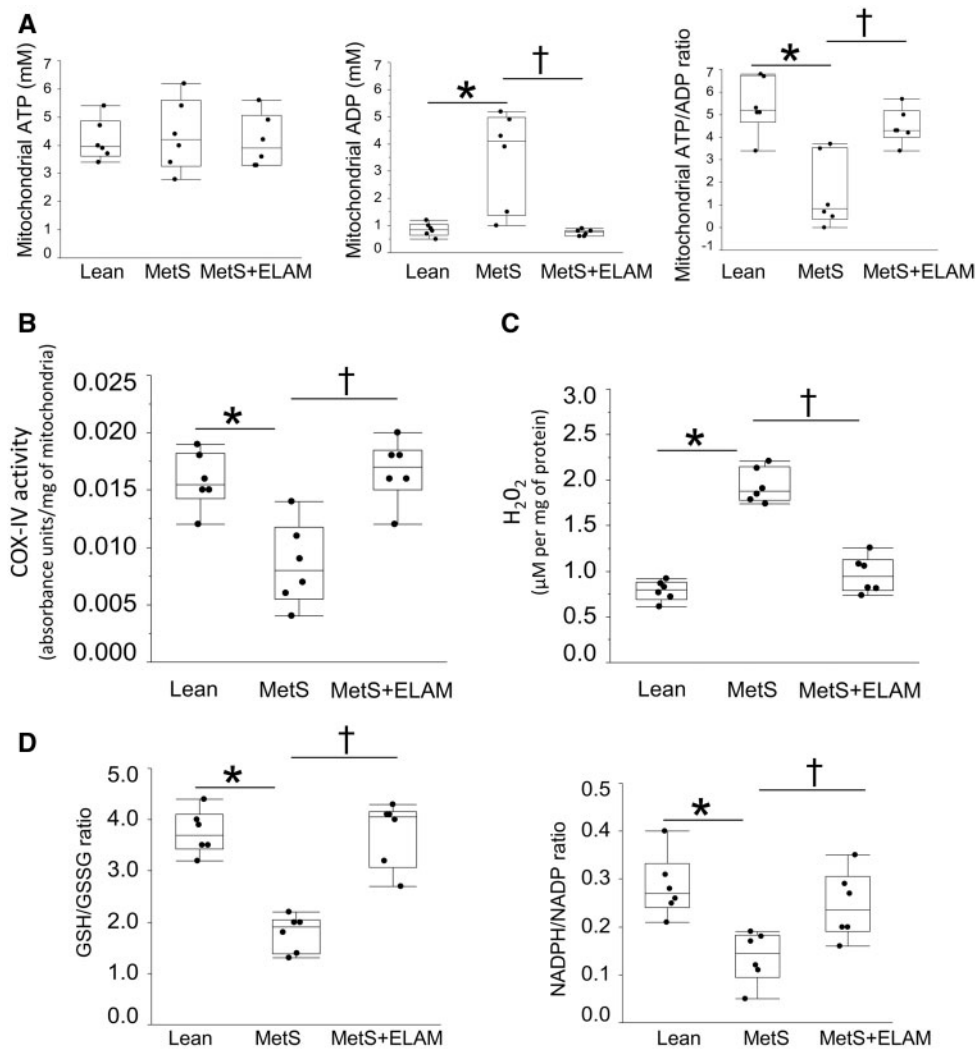 A
Mitochondrial ATP (mM)
7
6
5
4
3
2
1
0
Lean MetS MetS+ELAM
Mitochondrial ADP (mM)
7
6
5
4
3
2
1
0
* †
Lean MetS MetS+ELAM
Mitochondrial ATP/ADP ratio
7
6
5
4
3
2
1
0
-1
* †
Lean MetS MetS+ELAM
B
COX-IV activity
(absorbance units/mg of mitochondria)
0.025
0.020
0.015
0.010
0.005
0.000
* †
Lean MetS MetS+ELAM
C
H₂O₂
(µM per mg of protein)
3.0
2.5
2.0
1.5
1.0
0.5
0.0
* †
Lean MetS MetS+ELAM
D
GSH/GSSG ratio
5.0
4.0
3.0
2.0
1.0
0.0
* †
Lean MetS MetS+ELAM
NADPH/NADP ratio
0.5
0.4
0.3
0.2
0.1
0.0
* †
Lean MetS MetS+ELAM